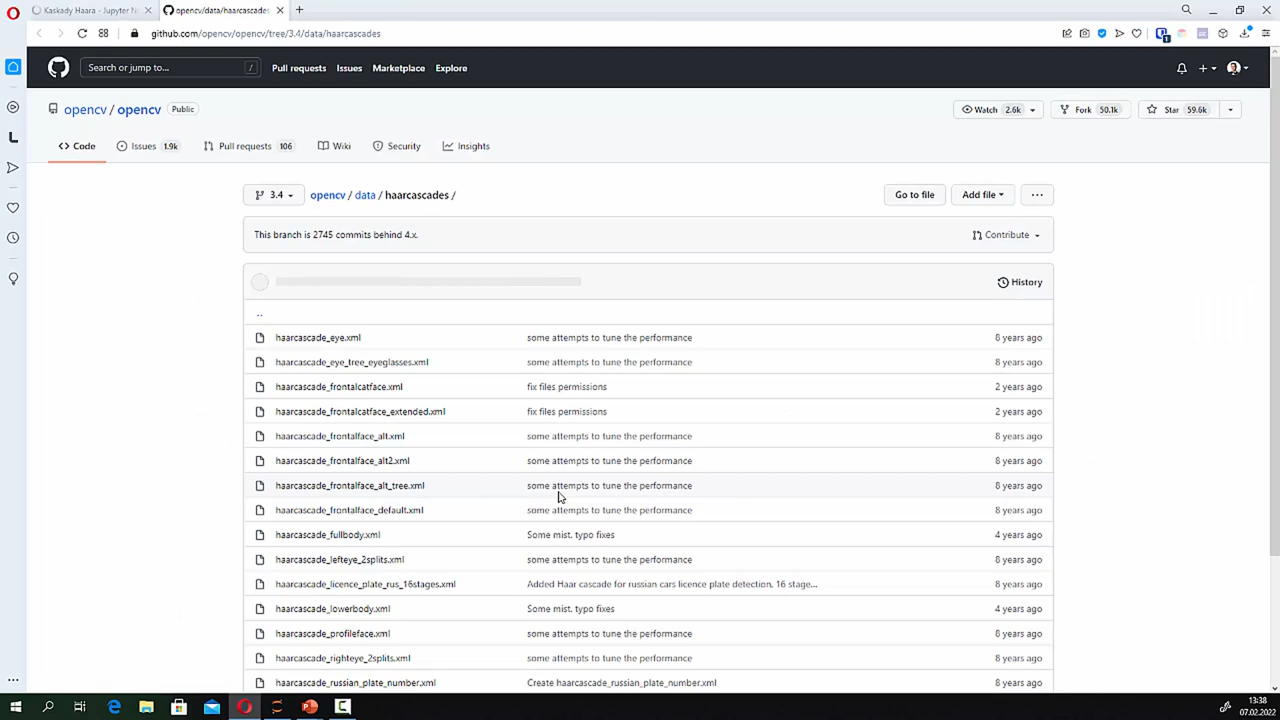 Kaskady Haara - Jupyter N
opencv/data/haarcascades
github.com/opencv/opencv/tree/3.4/data/haarcascades
Search or jump to... /
Pull requests
Issues
Marketplace
Explore
opencv / opencv Public
Watch 2.6k
Fork 50.1k
Star 59.6k
Code
Issues 1.9k
Pull requests 106
Wiki
Security
Insights
3.4
opencv / data / haarcascades /
Go to file
Add file
...
This branch is 2745 commits behind 4.x.
Contribute
History
..
haarcascade_eye.xml some attempts to tune the performance 8 years ago
haarcascade_eye_tree_eyeglasses.xml some attempts to tune the performance 8 years ago
haarcascade_frontalcatface.xml fix files permissions 2 years ago
haarcascade_frontalcatface_extended.xml fix files permissions 2 years ago
haarcascade_frontalface_alt.xml some attempts to tune the performance 8 years ago
haarcascade_frontalface_alt2.xml some attempts to tune the performance 8 years ago
haarcascade_frontalface_alt_tree.xml some attempts to tune the performance 8 years ago
haarcascade_frontalface_default.xml some attempts to tune the performance 8 years ago
haarcascade_fullbody.xml Some mist. typo fixes 4 years ago
haarcascade_lefteye_2splits.xml some attempts to tune the performance 8 years ago
haarcascade_licence_plate_rus_16stages.xml Added Haar cascade for russian cars licence plate detection. 16 stage... 8 years ago
haarcascade_lowerbody.xml Some mist. typo fixes 4 years ago
haarcascade_profileface.xml some attempts to tune the performance 8 years ago
haarcascade_righteye_2splits.xml some attempts to tune the performance 8 years ago
haarcascade_russian_plate_number.xml Create haarcascade_russian_plate_number.xml 8 years ago
13:38
07.02.2022